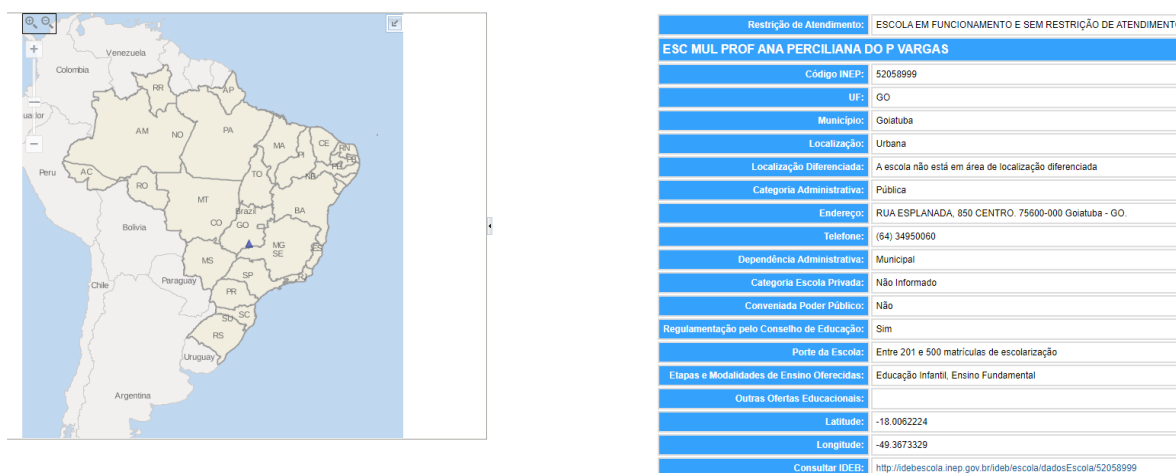 Venezuela
Colombia
RR
AP
AM
NO
PA
MA
CE
RN
PI
PB
PE
Peru
AC
TO
NB
RO
MT
BA
Brazil
CO
GO
Bolivia
MG
SE
ES
MS
SP
RJ
Chile
Paraguay
PR
SC
SU
RS
Uruguay
Argentina
Restrição de Atendimento: ESCOLA EM FUNCIONAMENTO E SEM RESTRIÇÃO DE ATENDIMENTO
ESC MUL PROF ANA PERCILIANA DO P VARGAS
Código INEP: 52058999
UF: GO
Município: Goiatuba
Localização: Urbana
Localização Diferenciada: A escola não está em área de localização diferenciada
Categoria Administrativa: Pública
Endereço: RUA ESPLANADA, 850 CENTRO. 75600-000 Goiatuba - GO.
Telefone: (64) 34950060
Dependência Administrativa: Municipal
Categoria Escola Privada: Não Informado
Conveniada Poder Público: Não
Regulamentação pelo Conselho de Educação: Sim
Porte da Escola: Entre 201 e 500 matrículas de escolarização
Etapas e Modalidades de Ensino Oferecidas: Educação Infantil, Ensino Fundamental
Outras Ofertas Educacionais:
Latitude: -18.0062224
Longitude: -49.3673329
Consultar IDEB: http://idebescola.inep.gov.br/ideb/escola/dadosEscola/52058999